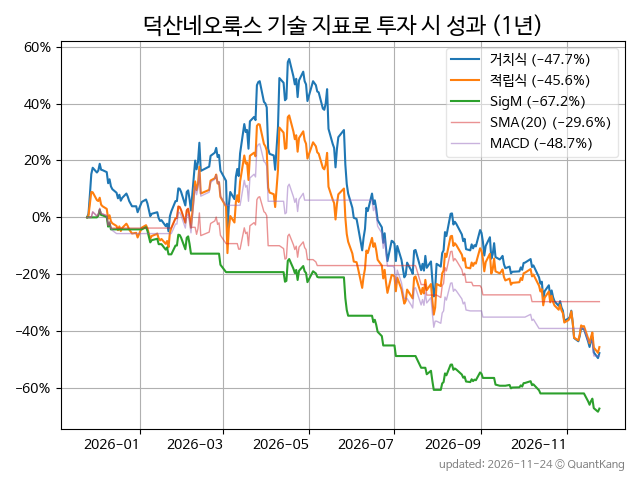 덕산네오룩스 기술 지표로 투자 시 성과 (1년)
60%
40%
20%
0%
−20%
−40%
−60%
거치식 (−47.7%)
적립식 (−45.6%)
SigM (−67.2%)
SMA(20) (−29.6%)
MACD (−48.7%)
2026-01
2026-03
2026-05
2026-07
2026-09
2026-11
updated: 2026-11-24 © QuantKang